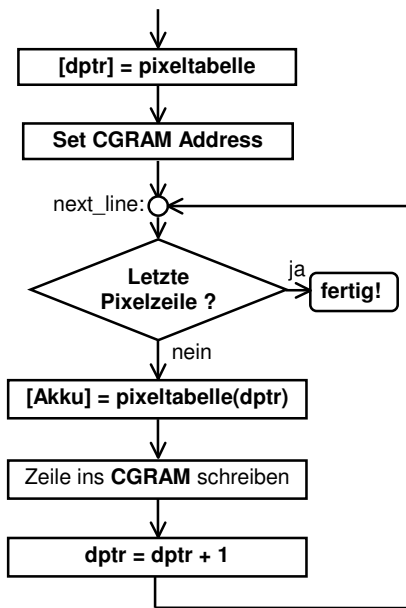 [dptr] = pixeltabelle
Set CGRAM Address
next_line:
Letzte
Pixelzeile ?
ja
fertig!
nein
[Akku] = pixeltabelle(dptr)
Zeile ins CGRAM schreiben
dptr = dptr + 1